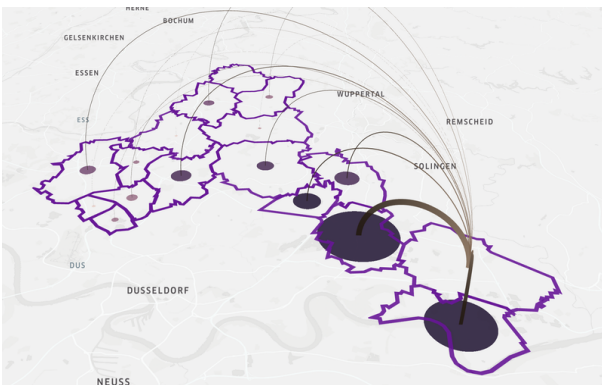 HERNE
BOCHUM
GELSENKIRCHEN
ESSEN
WUPPERTAL
ESS
REMSCHEID
SOLINGEN
DUS
DUSSELDORF
NEUSS